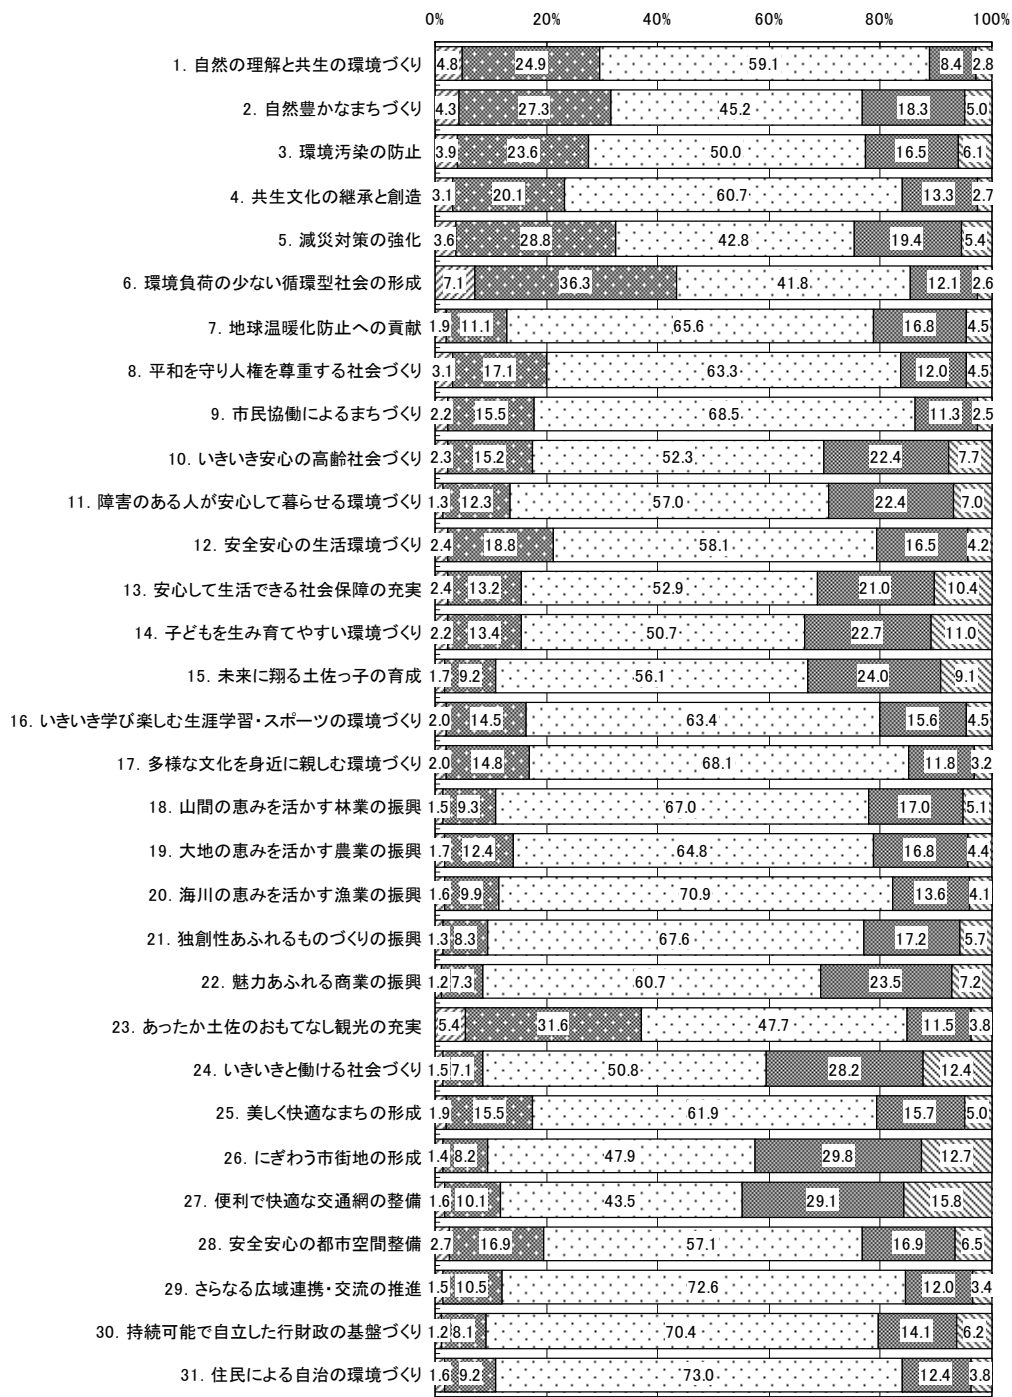 0% 20% 40% 60% 80% 100%
1. 自然の理解と共生の環境づくり 4.8 24.9 59.1 8.4 2.8
2. 自然豊かなまちづくり 4.3 27.3 45.2 18.3 5.0
3. 環境汚染の防止 3.9 23.6 50.0 16.5 6.1
4. 共生文化の継承と創造 3.1 20.1 60.7 13.3 2.7
5. 減災対策の強化 3.6 28.8 42.8 19.4 5.4
6. 環境負荷の少ない循環型社会の形成 7.1 36.3 41.8 12.1 2.6
7. 地球温暖化防止への貢献 1.9 11.1 65.6 16.8 4.5
8. 平和を守り人権を尊重する社会づくり 3.1 17.1 63.3 12.0 4.5
9. 市民協働によるまちづくり 2.2 15.5 68.5 11.3 2.5
10. いきいき安心の高齢社会づくり 2.3 15.2 52.3 22.4 7.7
11. 障害のある人が安心して暮らせる環境づくり 1.3 12.3 57.0 22.4 7.0
12. 安全安心の生活環境づくり 2.4 18.8 58.1 16.5 4.2
13. 安心して生活できる社会保障の充実 2.4 13.2 52.9 21.0 10.4
14. 子どもを生み育てやすい環境づくり 2.2 13.4 50.7 22.7 11.0
15. 未来に翔る土佐っ子の育成 1.7 9.2 56.1 24.0 9.1
16. いきいき学び楽しむ生涯学習・スポーツの環境づくり 2.0 14.5 63.4 15.6 4.5
17. 多様な文化を身近に親しむ環境づくり 2.0 14.8 68.1 11.8 3.2
18. 山間の恵みを活かす林業の振興 1.5 9.3 67.0 17.0 5.1
19. 大地の恵みを活かす農業の振興 1.7 12.4 64.8 16.8 4.4
20. 海川の恵みを活かす漁業の振興 1.6 9.9 70.9 13.6 4.1
21. 独創性あふれるものづくりの振興 1.3 8.3 67.6 17.2 5.7
22. 魅力あふれる商業の振興 1.2 7.3 60.7 23.5 7.2
23. あったか土佐のおもてなし観光の充実 5.4 31.6 47.7 11.5 3.8
24. いきいきと働ける社会づくり 1.5 7.1 50.8 28.2 12.4
25. 美しく快適なまちの形成 1.9 15.5 61.9 15.7 5.0
26. にぎわう市街地の形成 1.4 8.2 47.9 29.8 12.7
27. 便利で快適な交通網の整備 1.6 10.1 43.5 29.1 15.8
28. 安全安心の都市空間整備 2.7 16.9 57.1 16.9 6.5
29. さらなる広域連携・交流の推進 1.5 10.5 72.6 12.0 3.4
30. 持続可能で自立した行財政の基盤づくり 1.2 8.1 70.4 14.1 6.2
31. 住民による自治の環境づくり 1.6 9.2 73.0 12.4 3.8